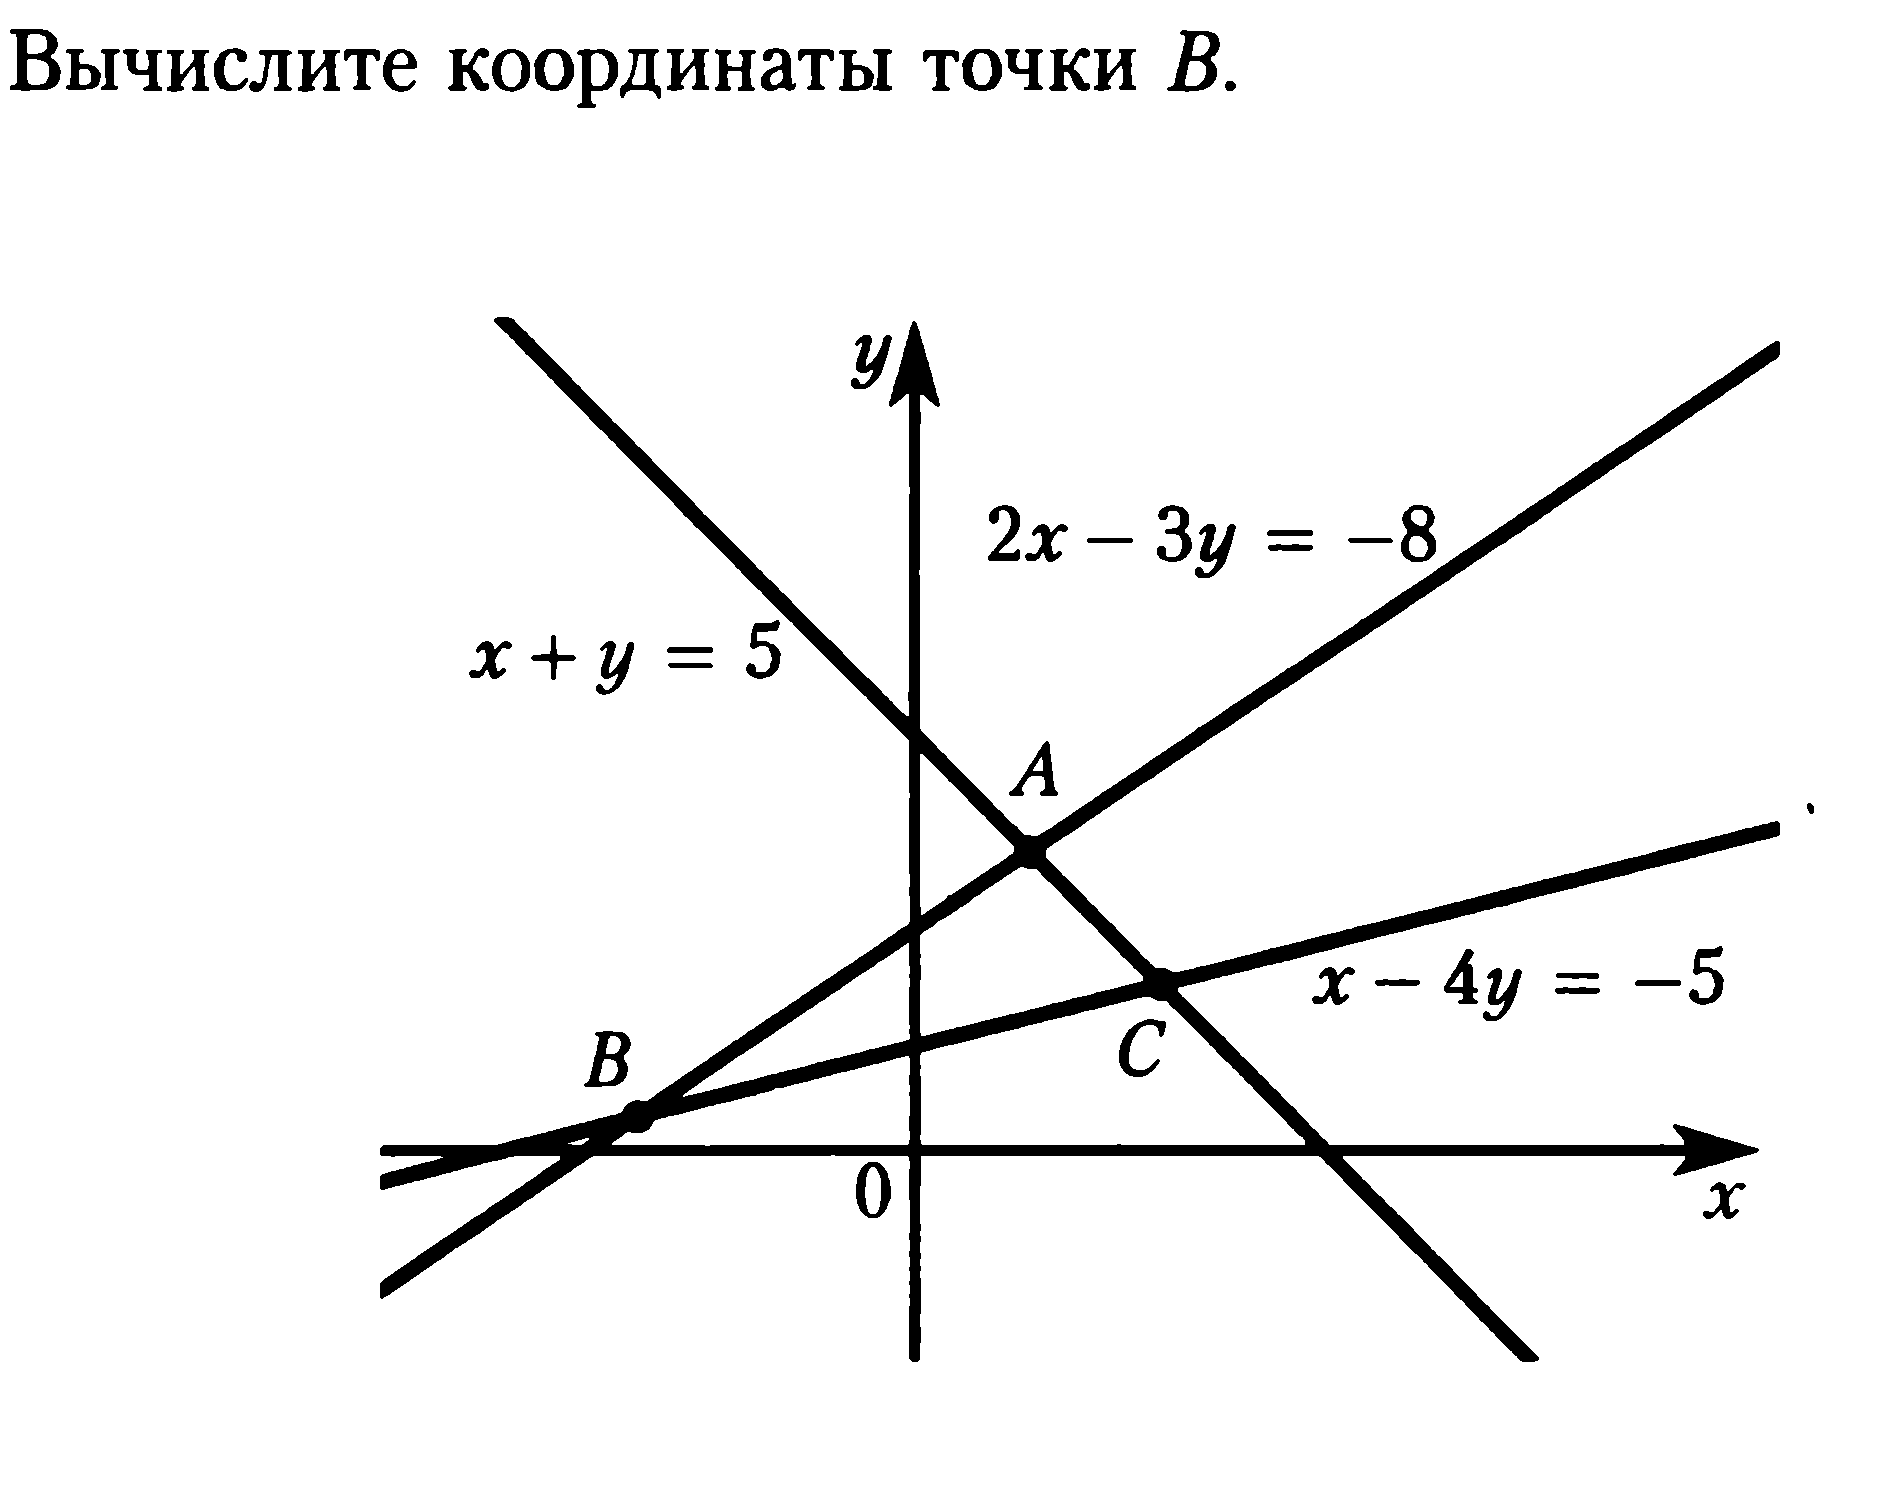 Вычислите координаты точки B.
y
2x – 3y = –8
x + y = 5
A
x – 4y = –5
B
C
0
x